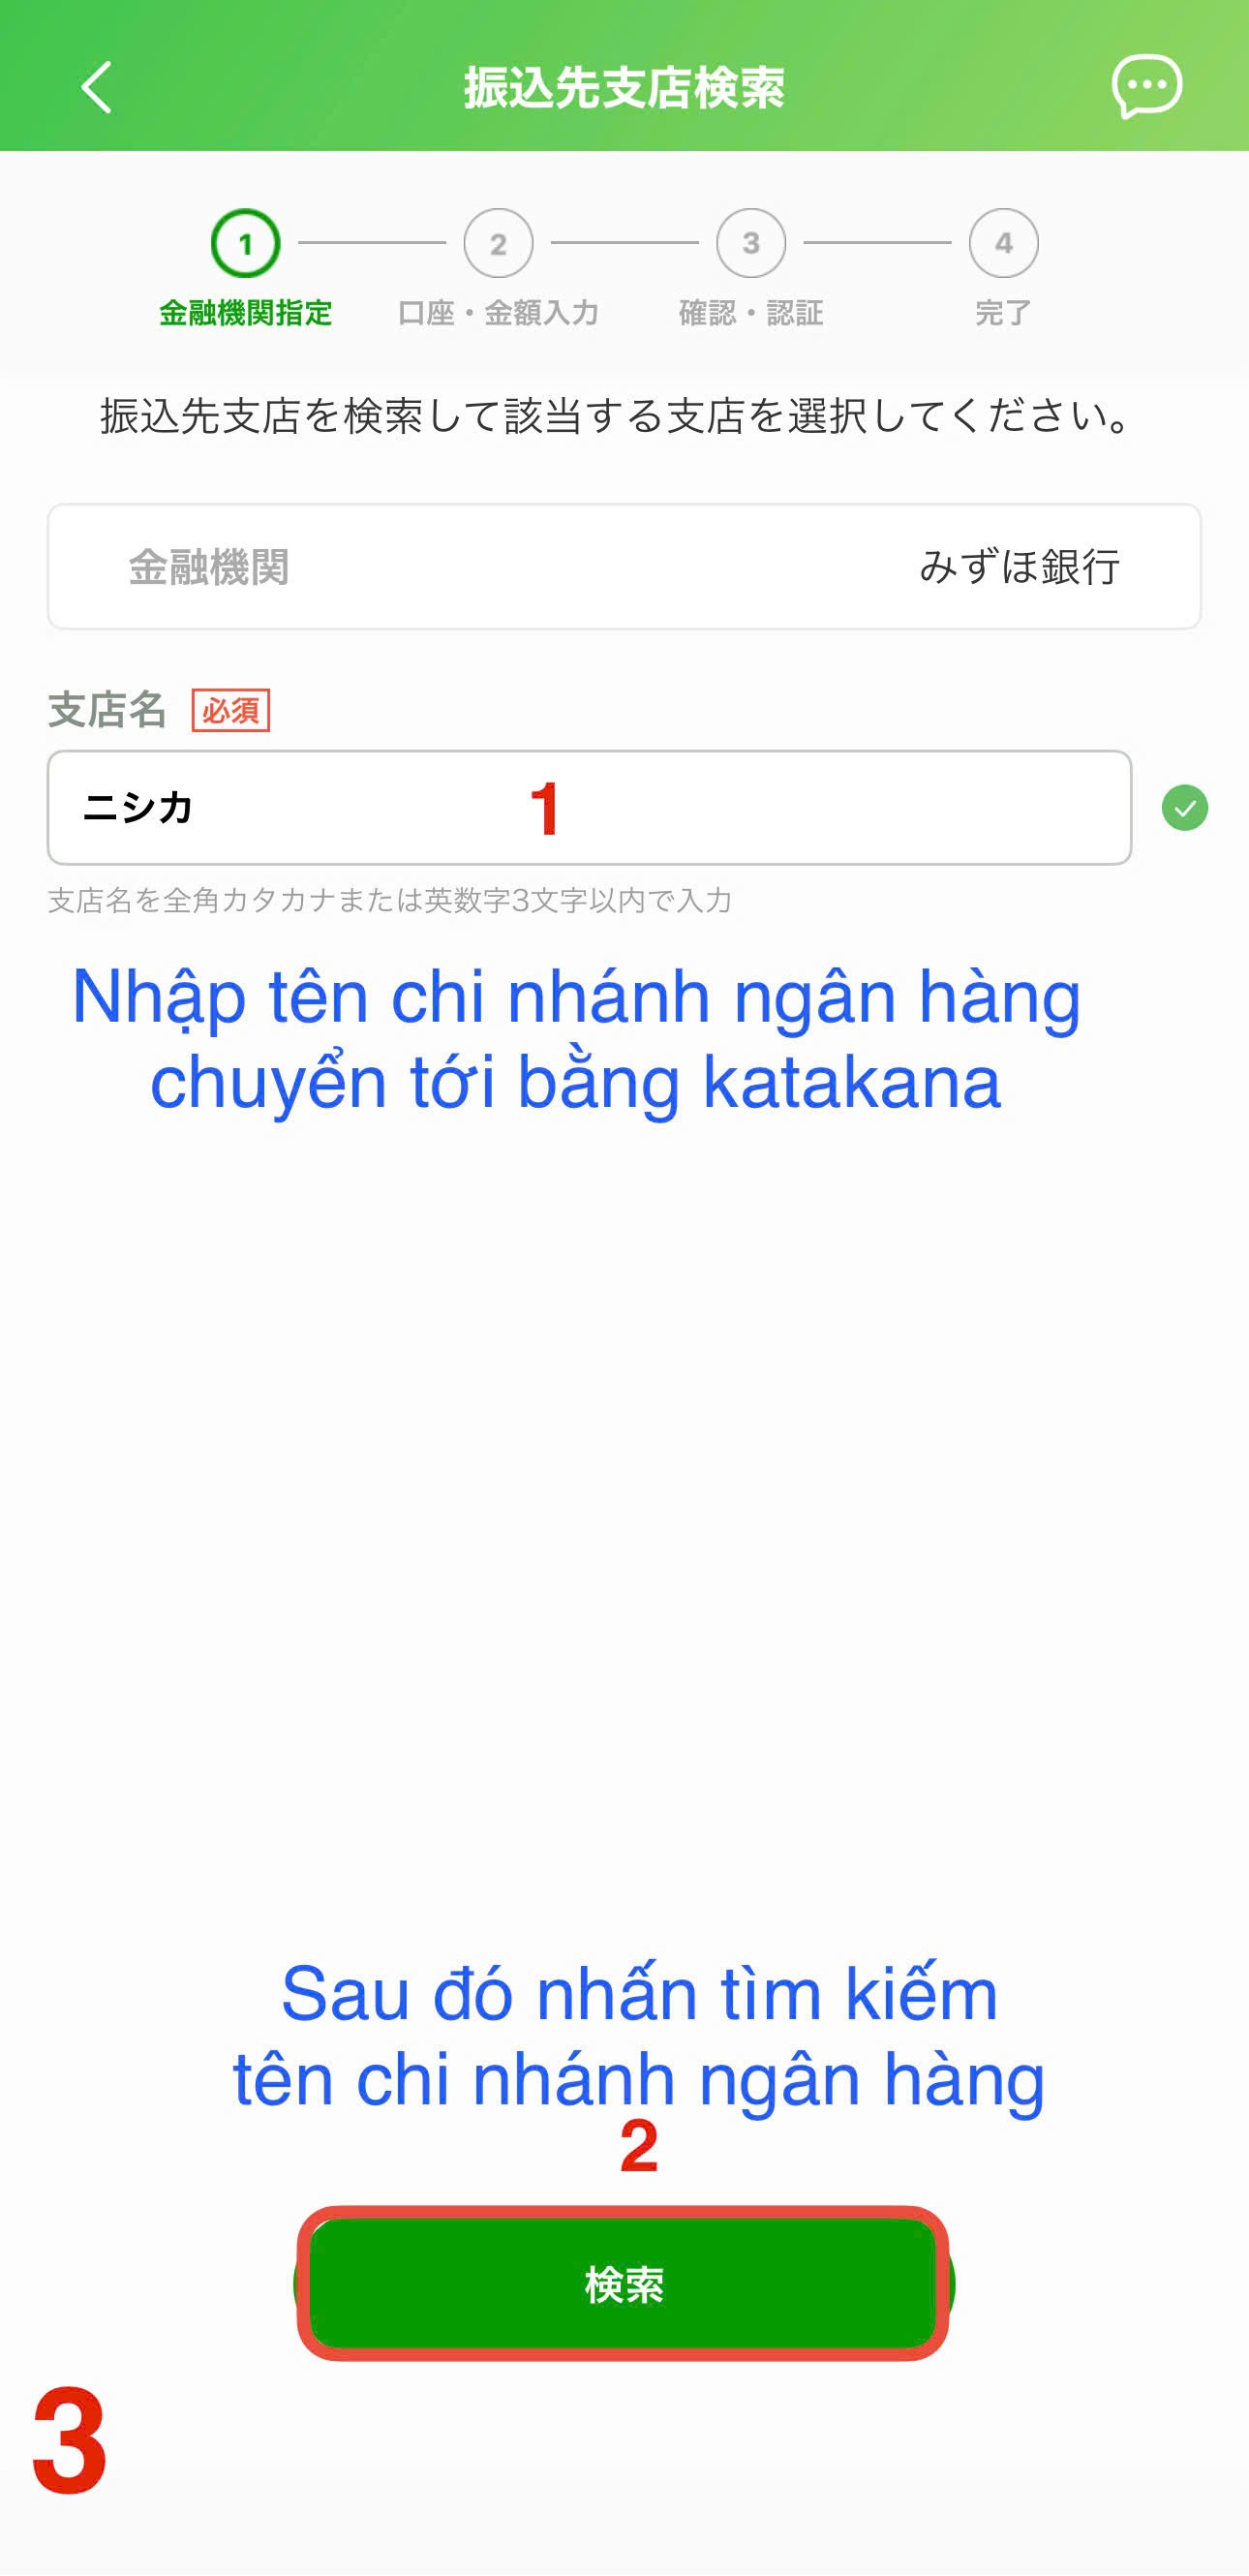 振込先支店検索
1 2 3 4
金融機関指定 口座・金額入力 確認・認証 完了
振込先支店を検索して該当する支店を選択してください。
金融機関 みずほ銀行
支店名 必須
ニシカ 1
支店名を全角カタカナまたは英数字3文字以内で入力
Nhập tên chi nhánh ngân hàng
chuyển tới bằng katakana
Sau đó nhấn tìm kiếm
tên chi nhánh ngân hàng
2
検索
3